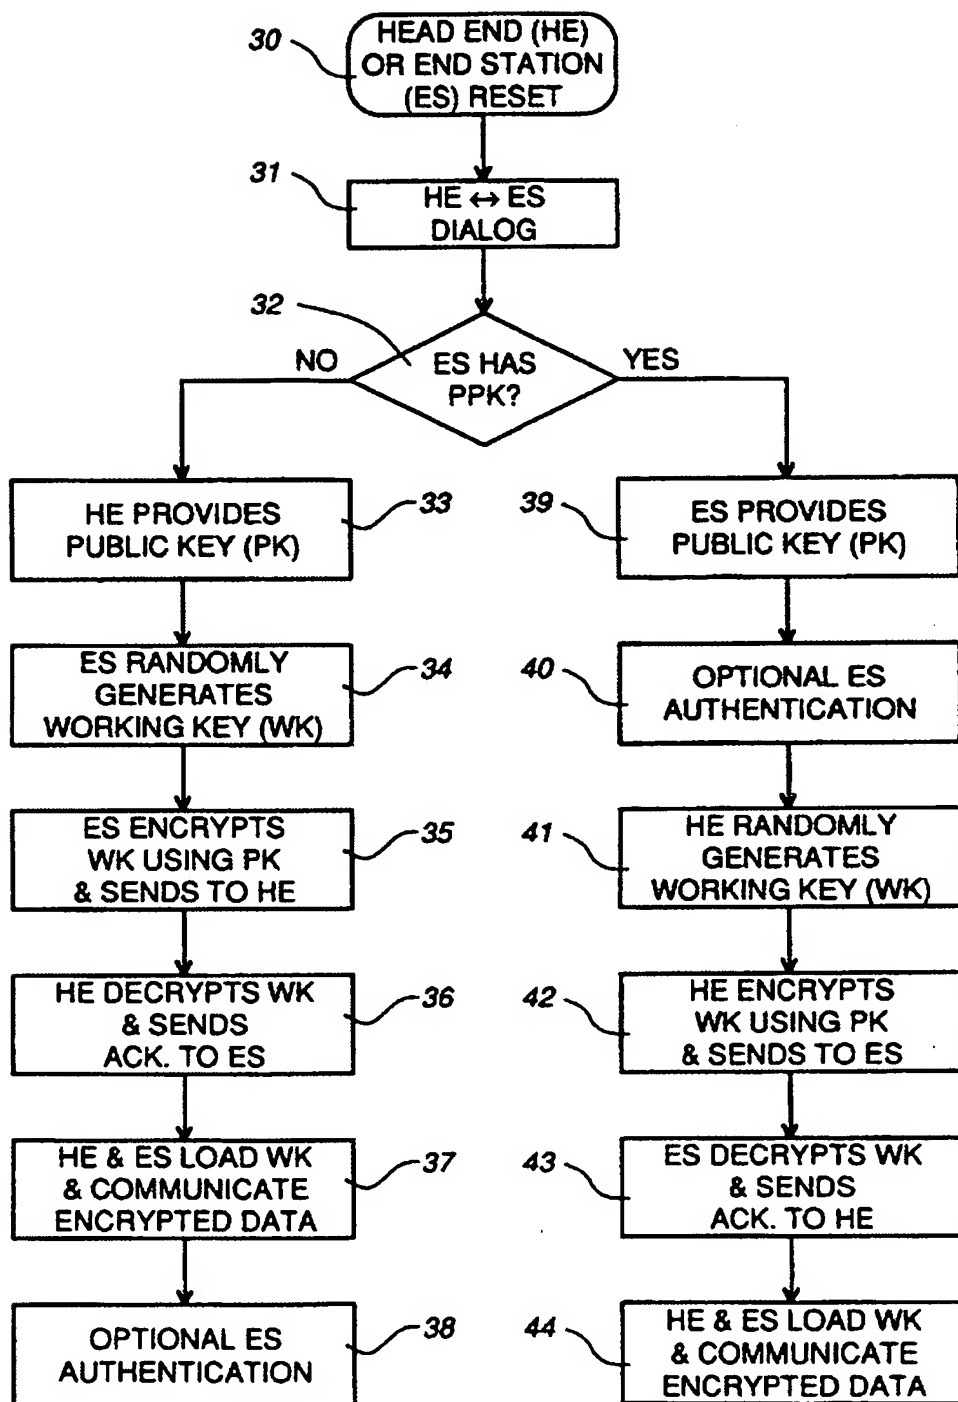 30
HEAD END (HE)
OR END STATION
(ES) RESET
31
HE ↔ ES
DIALOG
32
ES HAS
PPK?
NO
YES
HE PROVIDES
PUBLIC KEY (PK)
33
ES RANDOMLY
GENERATES
WORKING KEY (WK)
34
ES ENCRYPTS
WK USING PK
& SENDS TO HE
35
HE DECRYPTS WK
& SENDS
ACK. TO ES
36
HE & ES LOAD WK
& COMMUNICATE
ENCRYPTED DATA
37
OPTIONAL ES
AUTHENTICATION
38
39
ES PROVIDES
PUBLIC KEY (PK)
40
OPTIONAL ES
AUTHENTICATION
41
HE RANDOMLY
GENERATES
WORKING KEY (WK)
42
HE ENCRYPTS
WK USING PK
& SENDS TO ES
43
ES DECRYPTS WK
& SENDS
ACK. TO HE
44
HE & ES LOAD WK
& COMMUNICATE
ENCRYPTED DATA